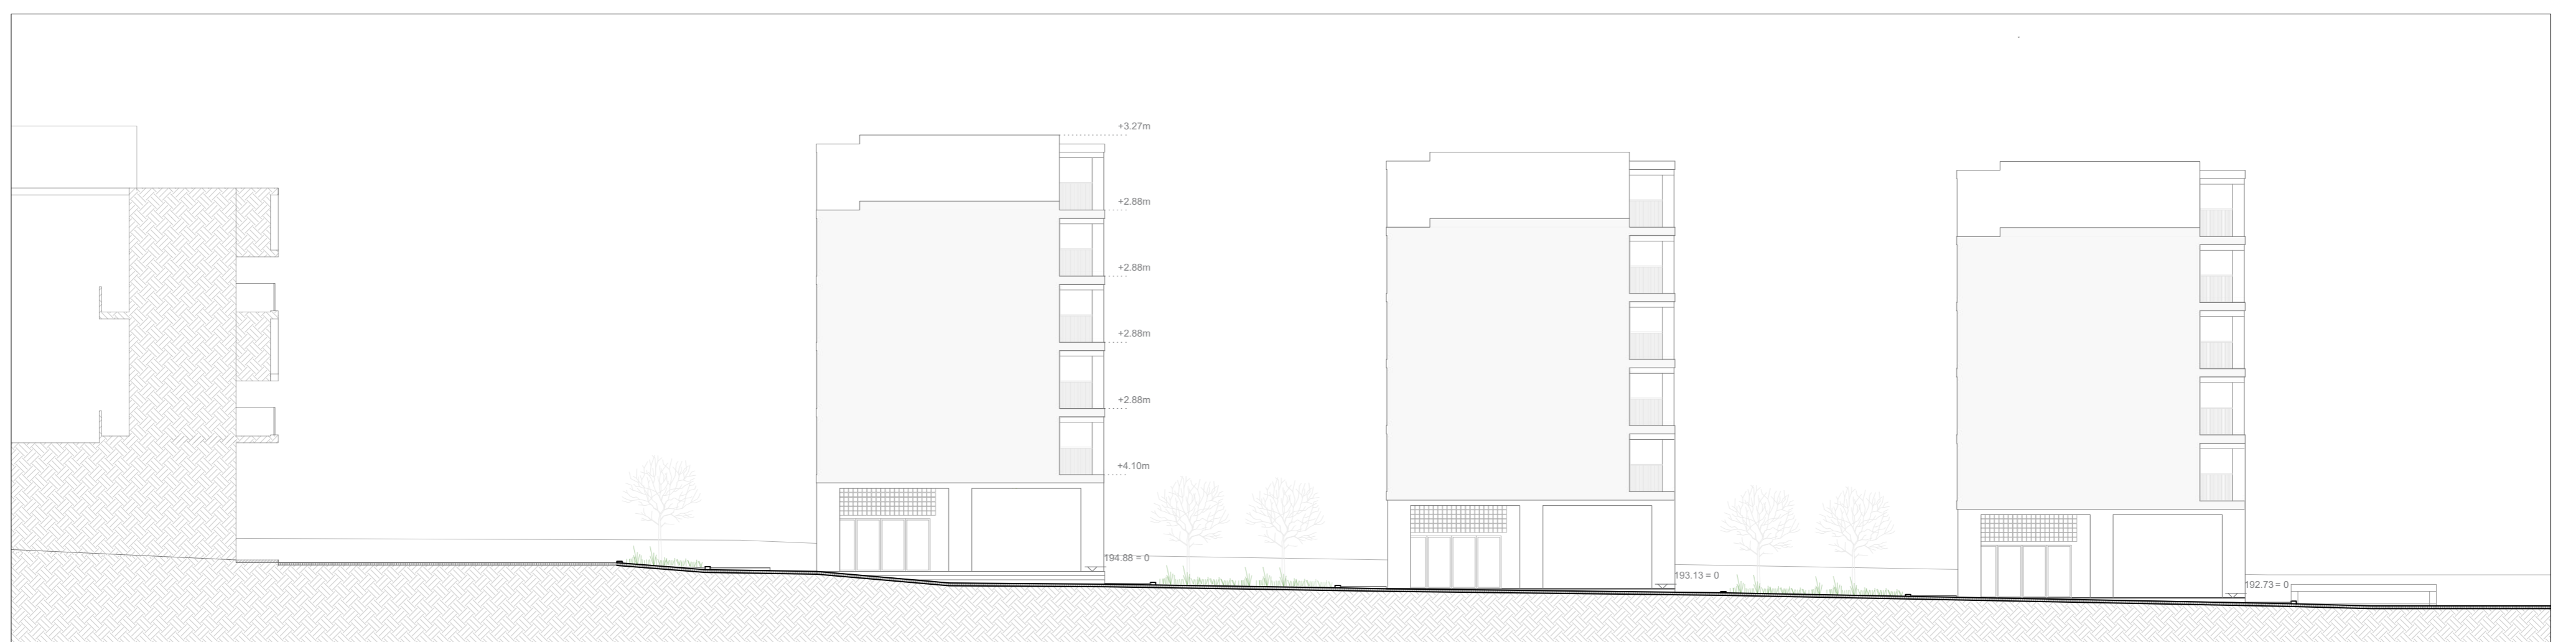 +3.27m
+2.88m
+2.88m
+2.88m
+2.88m
+4.10m
194.88 = 0
193.13 = 0
192.73 = 0